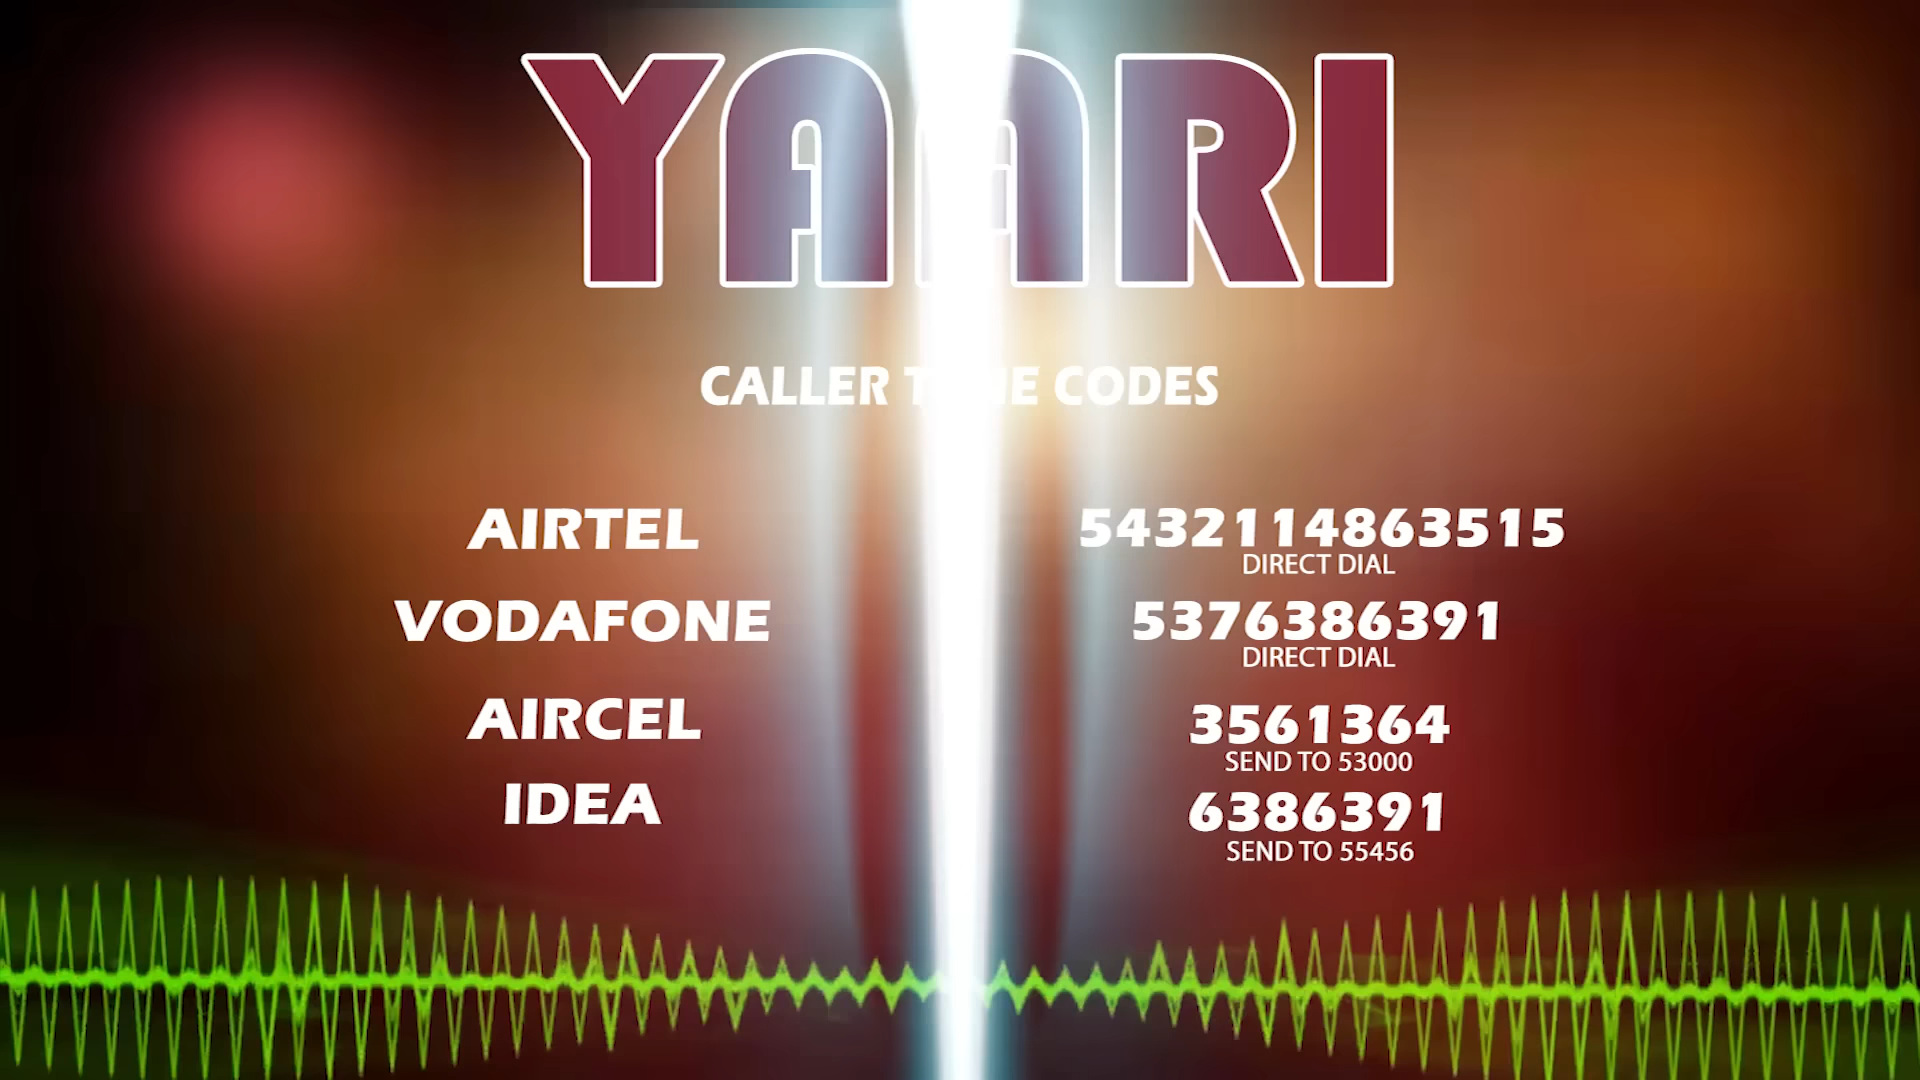 YAARI
CALLER TUNE CODES
AIRTEL 5432114863515
DIRECT DIAL
VODAFONE 5376386391
DIRECT DIAL
AIRCEL 3561364
SEND TO 53000
IDEA 6386391
SEND TO 55456